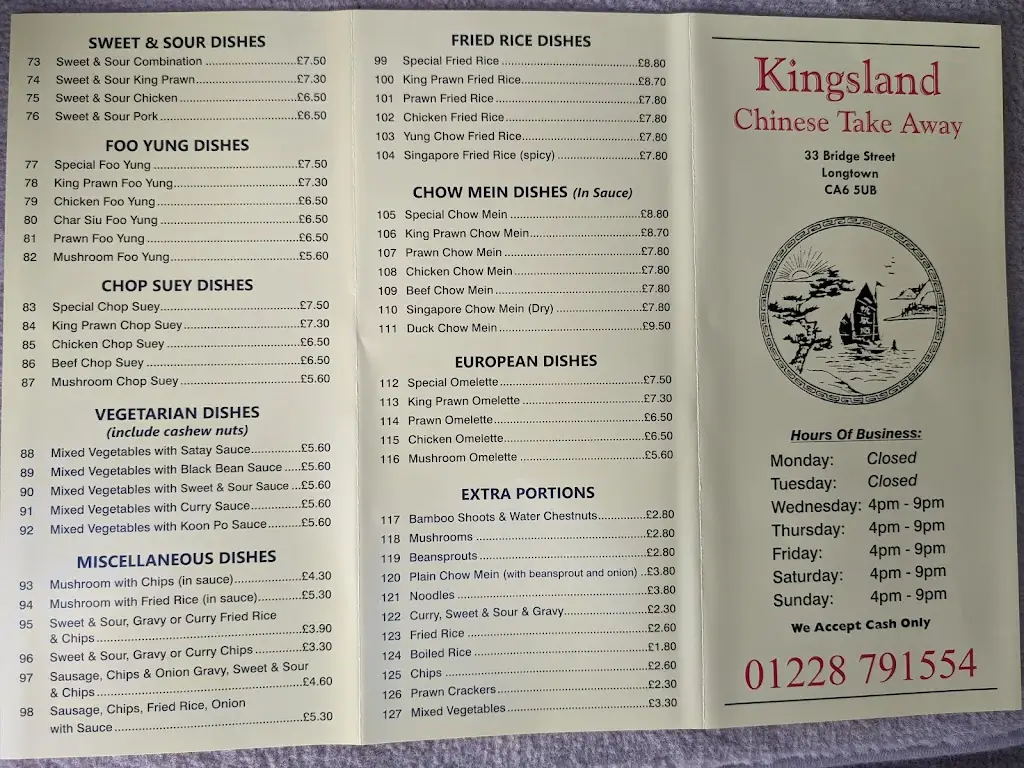 SWEET & SOUR DISHES
73 Sweet & Sour Combination £7.50
74 Sweet & Sour King Prawn £7.30
75 Sweet & Sour Chicken £6.50
76 Sweet & Sour Pork £6.50
FOO YUNG DISHES
77 Special Foo Yung £7.50
78 King Prawn Foo Yung £7.30
79 Chicken Foo Yung £6.50
80 Char Siu Foo Yung £6.50
81 Prawn Foo Yung £6.50
82 Mushroom Foo Yung £5.60
CHOP SUEY DISHES
83 Special Chop Suey £7.50
84 King Prawn Chop Suey £7.30
85 Chicken Chop Suey £6.50
86 Beef Chop Suey £6.50
87 Mushroom Chop Suey £5.60
VEGETARIAN DISHES
(include cashew nuts)
88 Mixed Vegetables with Satay Sauce £5.60
89 Mixed Vegetables with Black Bean Sauce £5.60
90 Mixed Vegetables with Sweet & Sour Sauce £5.60
91 Mixed Vegetables with Curry Sauce £5.60
92 Mixed Vegetables with Koon Po Sauce £5.60
MISCELLANEOUS DISHES
93 Mushroom with Chips (in sauce) £4.30
94 Mushroom with Fried Rice (in sauce) £5.30
95 Sweet & Sour, Gravy or Curry Fried Rice
& Chips £3.90
96 Sweet & Sour, Gravy or Curry Chips £3.30
97 Sausage, Chips & Onion Gravy, Sweet & Sour
& Chips £4.60
98 Sausage, Chips, Fried Rice, Onion
with Sauce £5.30
FRIED RICE DISHES
99 Special Fried Rice £8.80
100 King Prawn Fried Rice £8.70
101 Prawn Fried Rice £7.80
102 Chicken Fried Rice £7.80
103 Yung Chow Fried Rice £7.80
104 Singapore Fried Rice (spicy) £7.80
CHOW MEIN DISHES (In Sauce)
105 Special Chow Mein £8.80
106 King Prawn Chow Mein £8.70
107 Prawn Chow Mein £7.80
108 Chicken Chow Mein £7.80
109 Beef Chow Mein £7.80
110 Singapore Chow Mein (Dry) £7.80
111 Duck Chow Mein £9.50
EUROPEAN DISHES
112 Special Omelette £7.50
113 King Prawn Omelette £7.30
114 Prawn Omelette £6.50
115 Chicken Omelette £6.50
116 Mushroom Omelette £5.60
EXTRA PORTIONS
117 Bamboo Shoots & Water Chestnuts £2.80
118 Mushrooms £2.80
119 Beansprouts £2.80
120 Plain Chow Mein (with beansprout and onion) £3.80
121 Noodles £3.80
122 Curry, Sweet & Sour & Gravy £2.30
123 Fried Rice £2.60
124 Boiled Rice £1.80
125 Chips £2.60
126 Prawn Crackers £2.30
127 Mixed Vegetables £3.30
Kingsland
Chinese Take Away
33 Bridge Street
Longtown
CA6 5UB
Hours Of Business:
Monday: Closed
Tuesday: Closed
Wednesday: 4pm - 9pm
Thursday: 4pm - 9pm
Friday: 4pm - 9pm
Saturday: 4pm - 9pm
Sunday: 4pm - 9pm
We Accept Cash Only
01228 791554